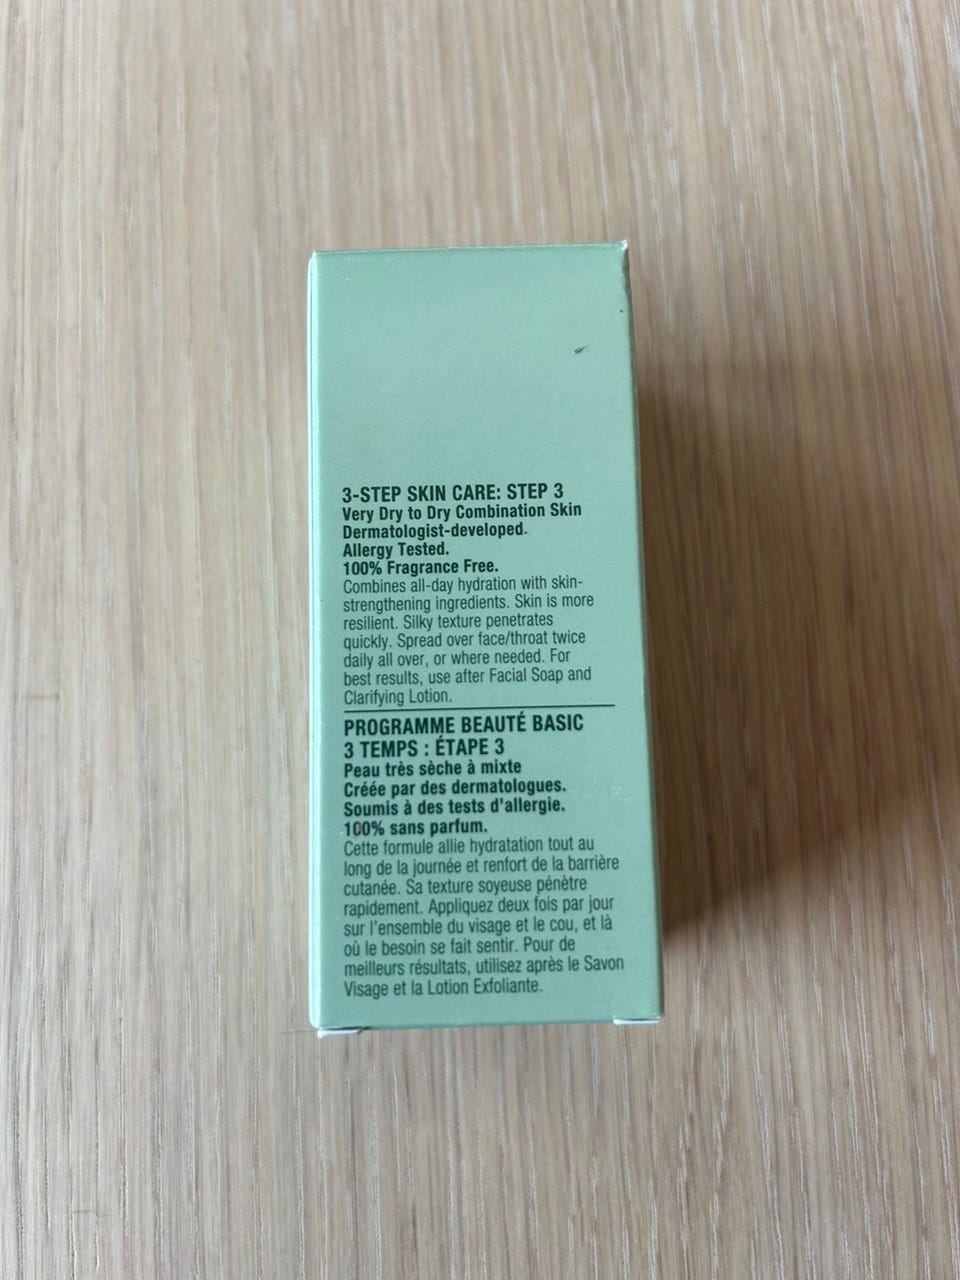 3-STEP SKIN CARE: STEP 3
Very Dry to Dry Combination Skin
Dermatologist-developed.
Allergy Tested.
100% Fragrance Free.
Combines all-day hydration with skin-
strengthening ingredients. Skin is more
resilient. Silky texture penetrates
quickly. Spread over face/throat twice
daily all over, or where needed. For
best results, use after Facial Soap and
Clarifying Lotion.
PROGRAMME BEAUTÉ BASIC
3 TEMPS : ÉTAPE 3
Peau très sèche à mixte
Créée par des dermatologues.
Soumis à des tests d'allergie.
100% sans parfum.
Cette formule allie hydratation tout au
long de la journée et renfort de la barrière
cutanée. Sa texture soyeuse pénètre
rapidement. Appliquez deux fois par jour
sur l'ensemble du visage et le cou, et là
où le besoin se fait sentir. Pour de
meilleurs résultats, utilisez après le Savon
Visage et la Lotion Exfoliante.